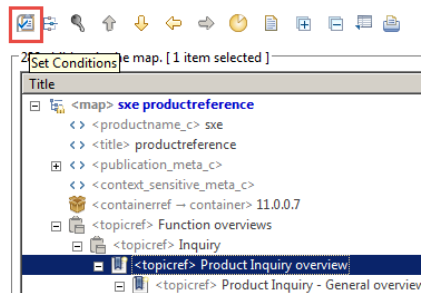 e map. [ 1 item selected ]
Set Conditions
Title
<map> sxe productreference
<productname_c> sxe
<title> productreference
<publication_meta_c>
<context_sensitive_meta_c>
<containerref → container> 11.0.0.7
<topicref> Function overviews
<topicref> Inquiry
<topicref> Product Inquiry overview
<topicref> Product Inquiry - General overview